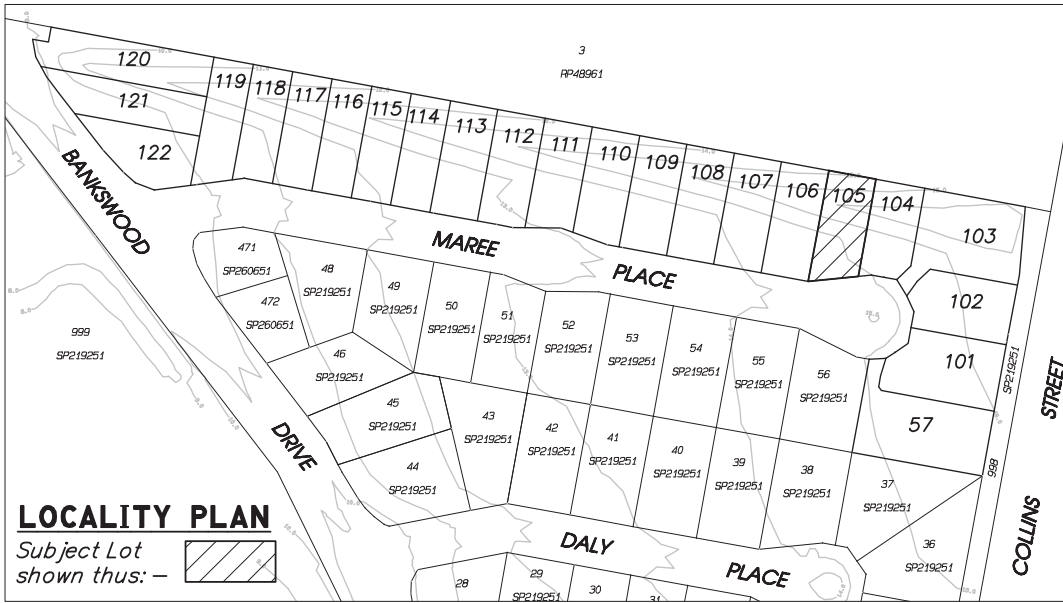 3
RP48961
120
119
118
117
116
115
114
113
112
111
110
109
108
107
106
105
104
103
121
122
102
101
57
BANKSWOOD
DRIVE
MAREE
PLACE
471
SP260651
472
SP260651
48
SP219251
49
SP219251
50
SP219251
51
SP219251
52
SP219251
53
SP219251
54
SP219251
55
SP219251
56
SP219251
46
SP219251
45
SP219251
44
SP219251
43
SP219251
42
SP219251
41
SP219251
40
SP219251
39
SP219251
38
SP219251
37
SP219251
36
SP219251
999
SP219251
998
SP219251
COLLINS
STREET
DALY
PLACE
28
29
SP219251
30
31
LOCALITY PLAN
Subject Lot
shown thus: –